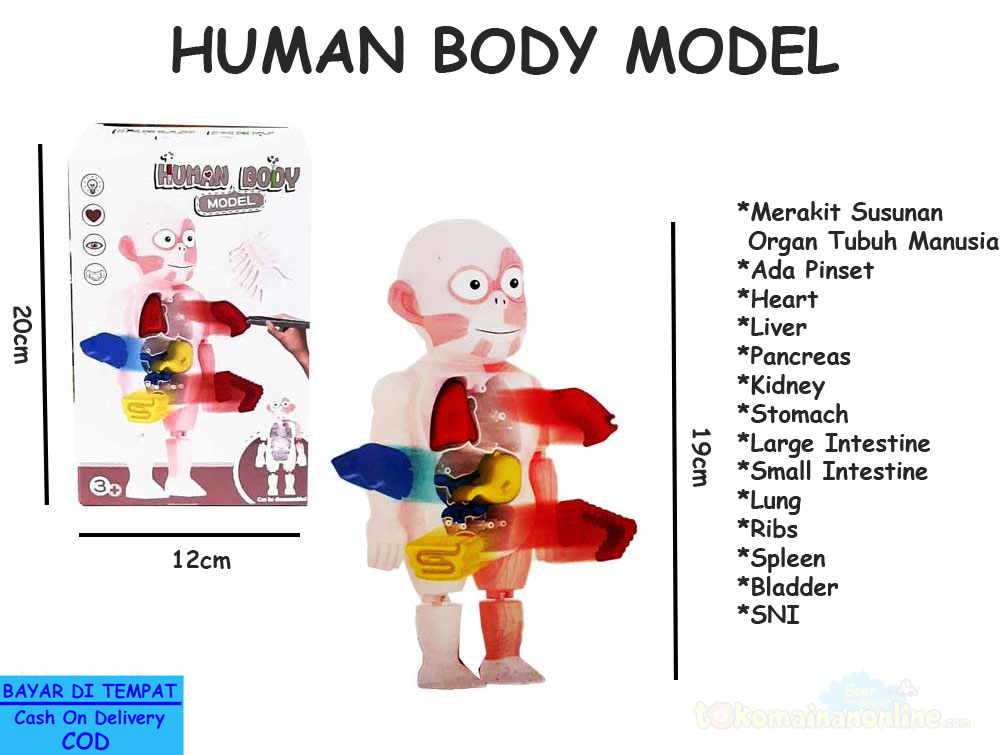 HUMAN BODY MODEL
HUMAN BODY
MODEL
3+
20cm
12cm
19cm
*Merakit Susunan
Organ Tubuh Manusia
*Ada Pinset
*Heart
*Liver
*Pancreas
*Kidney
*Stomach
*Large Intestine
*Small Intestine
*Lung
*Ribs
*Spleen
*Bladder
*SNI
BAYAR DI TEMPAT
Cash On Delivery
COD
Ecer
Grosir
tokomainanonline.com